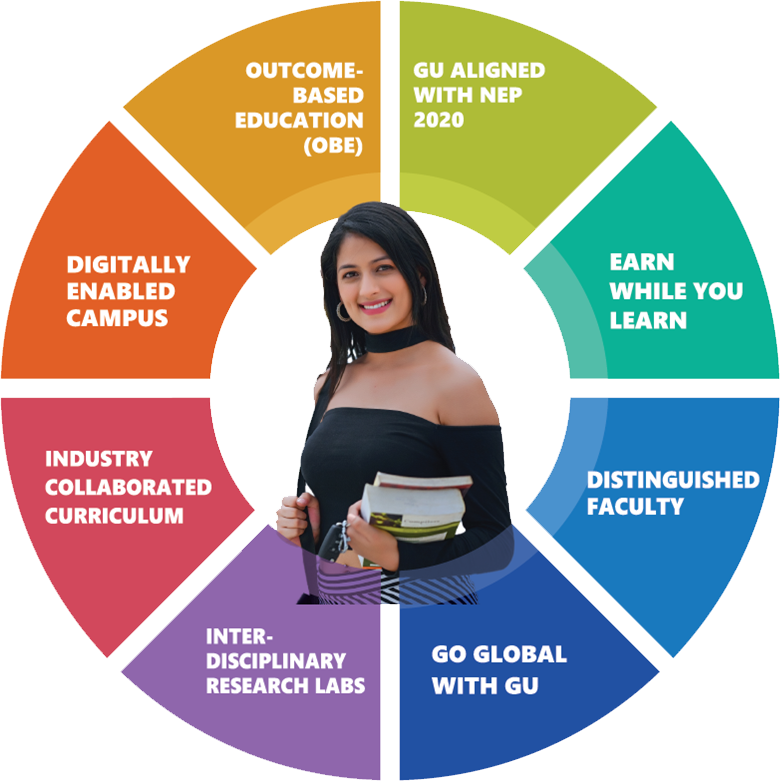 OUTCOME-
BASED
EDUCATION
(OBE)
GU ALIGNED
WITH NEP
2020
EARN
WHILE YOU
LEARN
DISTINGUISHED
FACULTY
GO GLOBAL
WITH GU
INTER-
DISCIPLINARY
RESEARCH LABS
INDUSTRY
COLLABORATED
CURRICULUM
DIGITALLY
ENABLED
CAMPUS